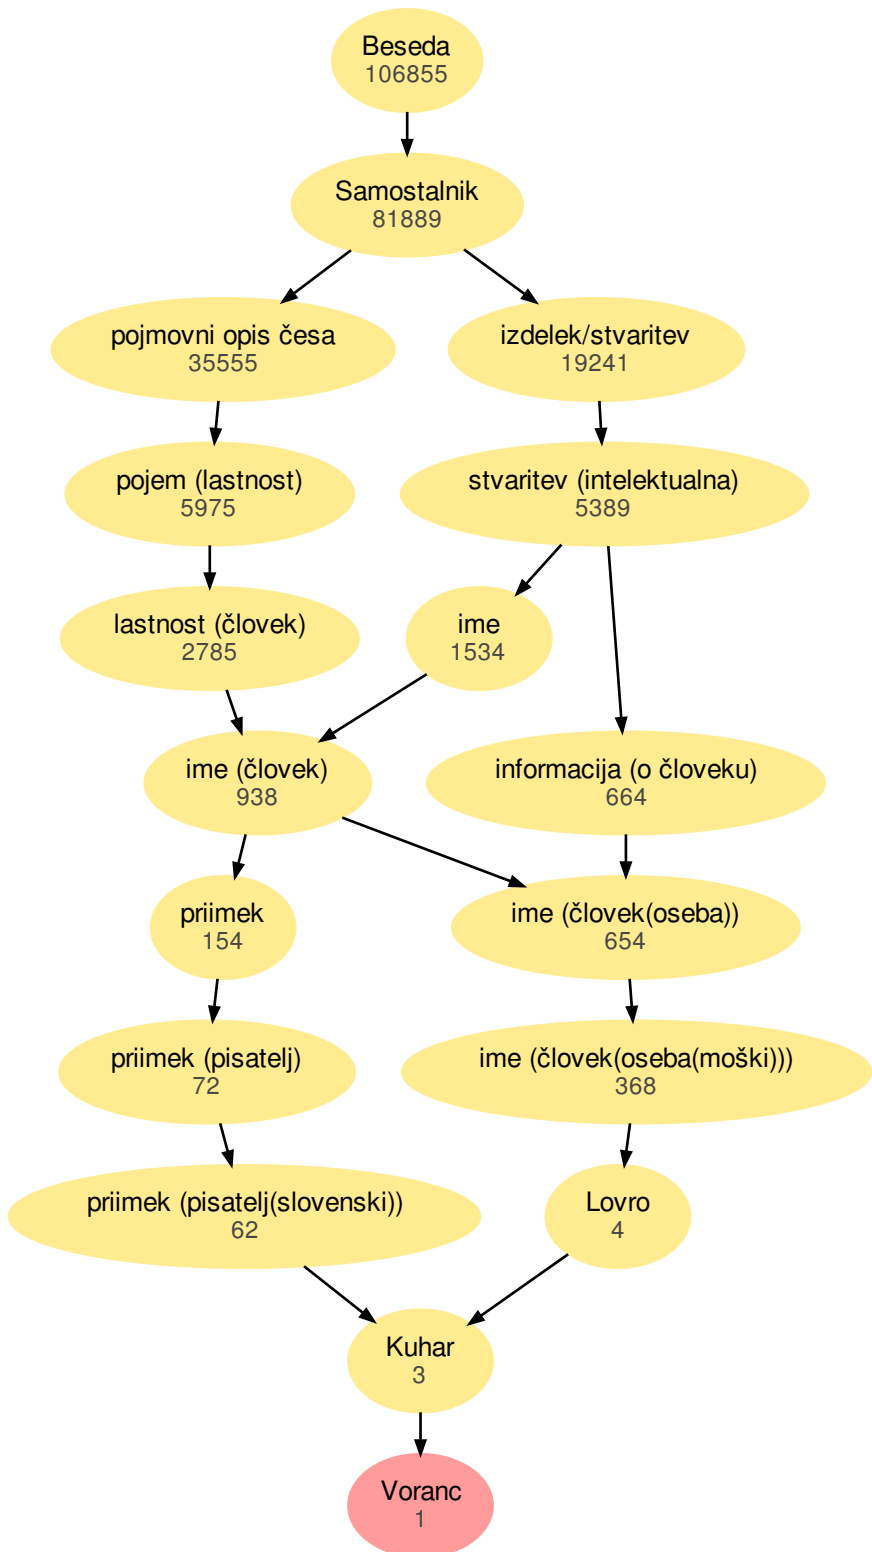 Beseda
106855
Samostalnik
81889
pojmovni opis česa
35555
izdelek/stvaritev
19241
pojem (lastnost)
5975
stvaritev (intelektualna)
5389
lastnost (človek)
2785
ime
1534
ime (človek)
938
informacija (o človeku)
664
priimek
154
ime (človek(oseba))
654
priimek (pisatelj)
72
ime (človek(oseba(moški)))
368
priimek (pisatelj(slovenski))
62
Lovro
4
Kuhar
3
Voranc
1